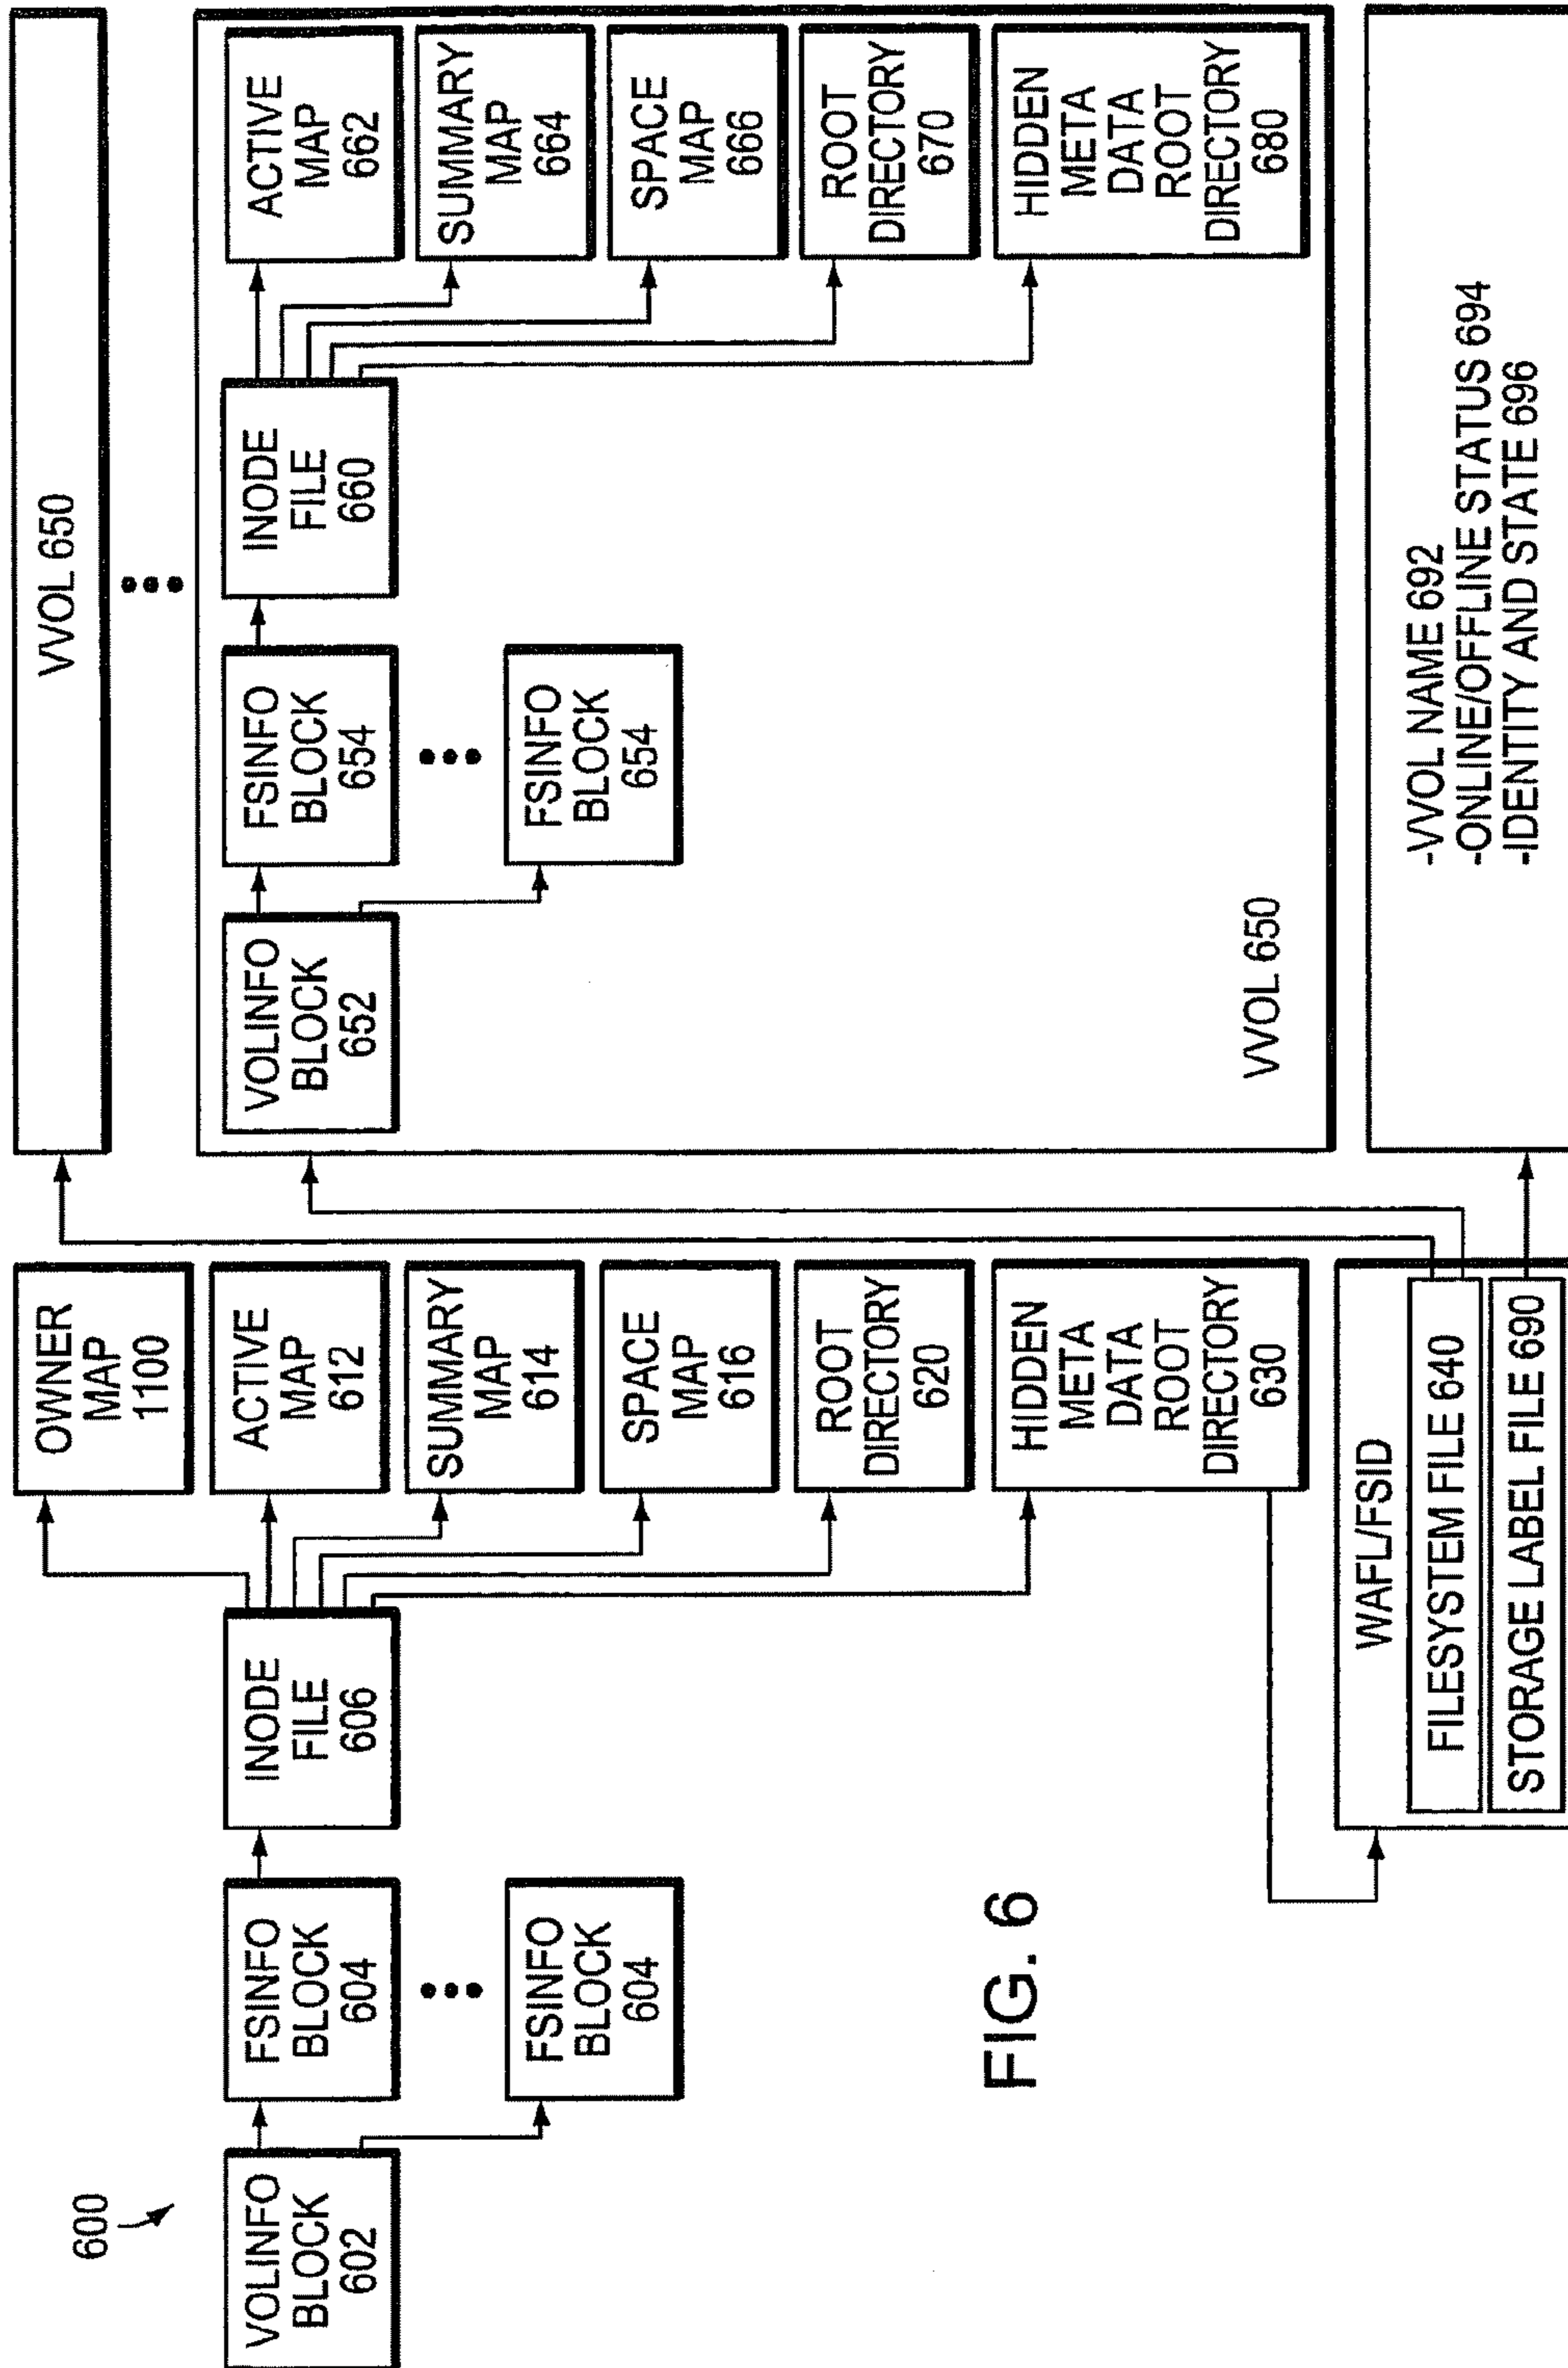 600
VOLINFO
BLOCK
602
FSINFO
BLOCK
604
FSINFO
BLOCK
604
INODE
FILE
606
OWNER
MAP
1100
ACTIVE
MAP
612
SUMMARY
MAP
614
SPACE
MAP
616
ROOT
DIRECTORY
620
HIDDEN
META
DATA
ROOT
DIRECTORY
630
WAFL/FSID
FILESYSTEM FILE 640
STORAGE LABEL FILE 690
VVOL 650
VOLINFO
BLOCK
652
FSINFO
BLOCK
654
FSINFO
BLOCK
654
INODE
FILE
660
ACTIVE
MAP
662
SUMMARY
MAP
664
SPACE
MAP
666
ROOT
DIRECTORY
670
HIDDEN
META
DATA
ROOT
DIRECTORY
680
VVOL 650
-VVOL NAME 692
-ONLINE/OFFLINE STATUS 694
-IDENTITY AND STATE 696
FIG. 6